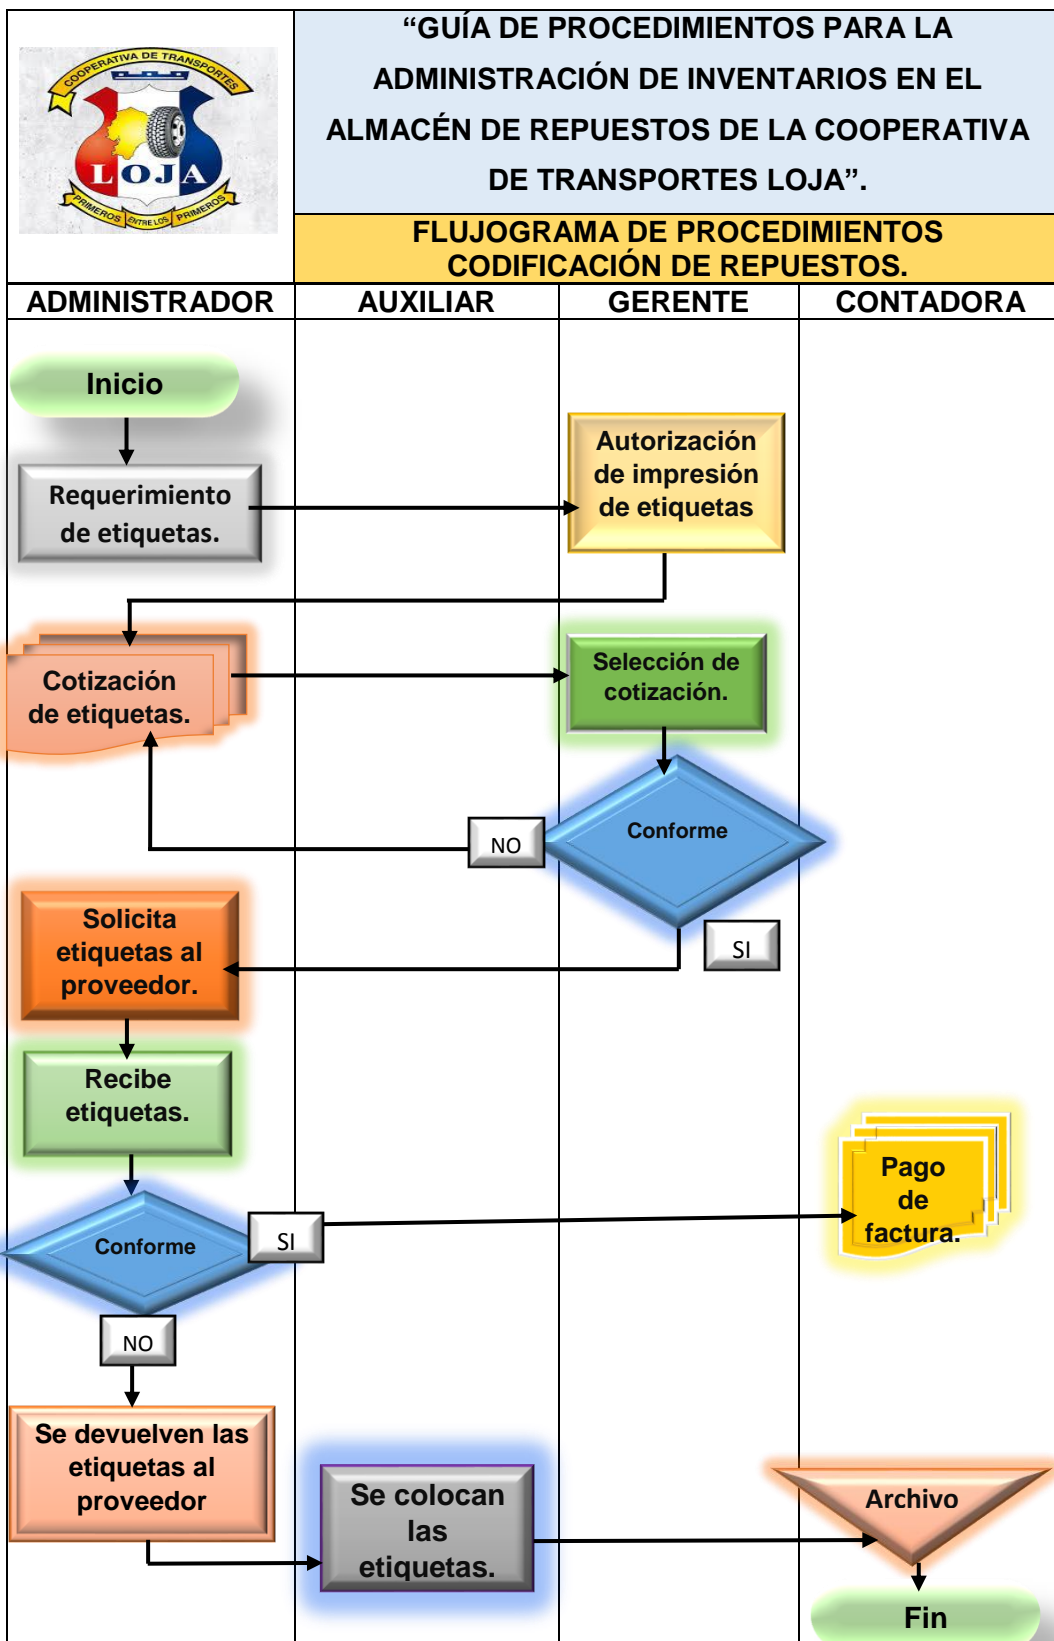 COOPERATIVA DE TRANSPORTES
LOJA
PRIMEROS ENTRE LOS PRIMEROS
“GUÍA DE PROCEDIMIENTOS PARA LA
ADMINISTRACIÓN DE INVENTARIOS EN EL
ALMACÉN DE REPUESTOS DE LA COOPERATIVA
DE TRANSPORTES LOJA”.
FLUJOGRAMA DE PROCEDIMIENTOS
CODIFICACIÓN DE REPUESTOS.
ADMINISTRADOR
AUXILIAR
GERENTE
CONTADORA
Inicio
Requerimiento
de etiquetas.
Autorización
de impresión
de etiquetas
Cotización
de etiquetas.
Selección de
cotización.
Conforme
NO
SI
Solicita
etiquetas al
proveedor.
Recibe
etiquetas.
Conforme
SI
Pago
de
factura.
NO
Se devuelven las
etiquetas al
proveedor
Se colocan
las
etiquetas.
Archivo
Fin